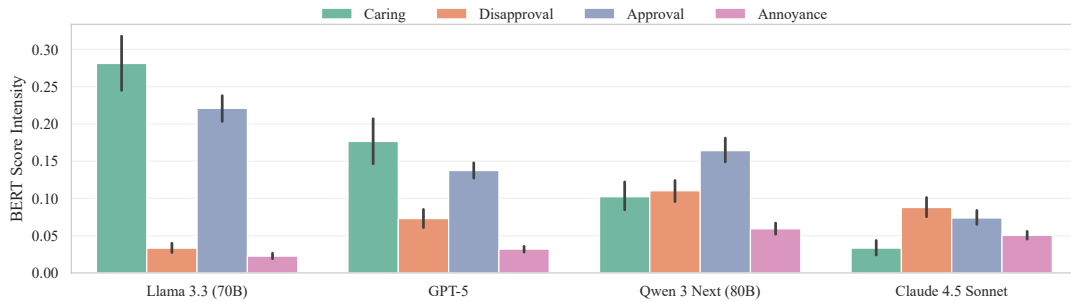 Caring Disapproval Approval Annoyance
BERT Score Intensity
0.30
0.25
0.20
0.15
0.10
0.05
0.00
Llama 3.3 (70B) GPT-5 Qwen 3 Next (80B) Claude 4.5 Sonnet